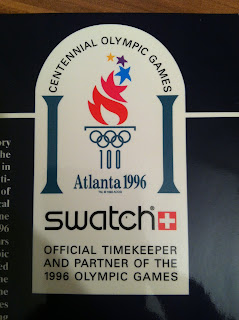 CENTENNIAL OLYMPIC GAMES
100
Atlanta 1996
swatch®
OFFICIAL TIMEKEEPER
AND PARTNER OF THE
1996 OLYMPIC GAMES